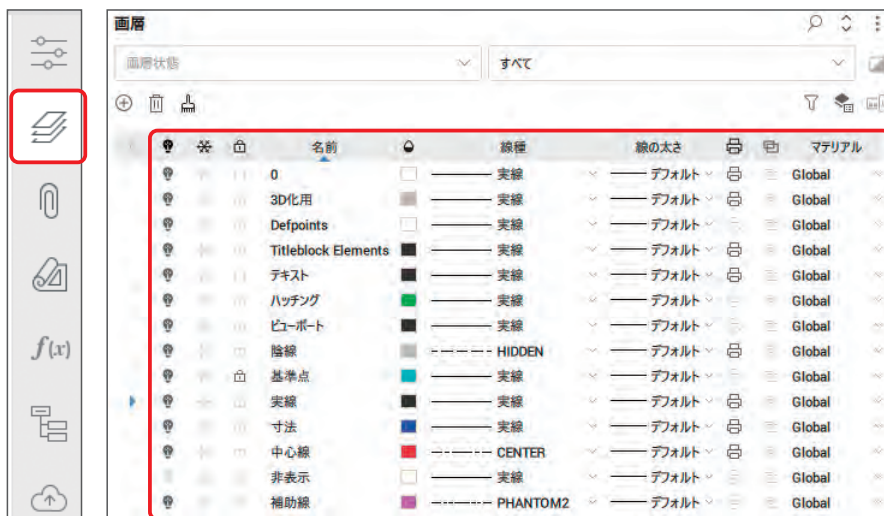 画層
画層状態 すべて
名前 線種 線の太さ マテリアル
0 実線 デフォルト Global
3D化用 実線 デフォルト Global
Defpoints 実線 デフォルト Global
Titleblock Elements 実線 デフォルト Global
テキスト 実線 デフォルト Global
ハッチング 実線 デフォルト Global
ビューポート 実線 デフォルト Global
陰線 HIDDEN デフォルト Global
基準点 実線 デフォルト Global
f(x) 実線 実線 デフォルト Global
寸法 実線 デフォルト Global
中心線 CENTER デフォルト Global
非表示 実線 デフォルト Global
補助線 PHANTOM2 デフォルト Global